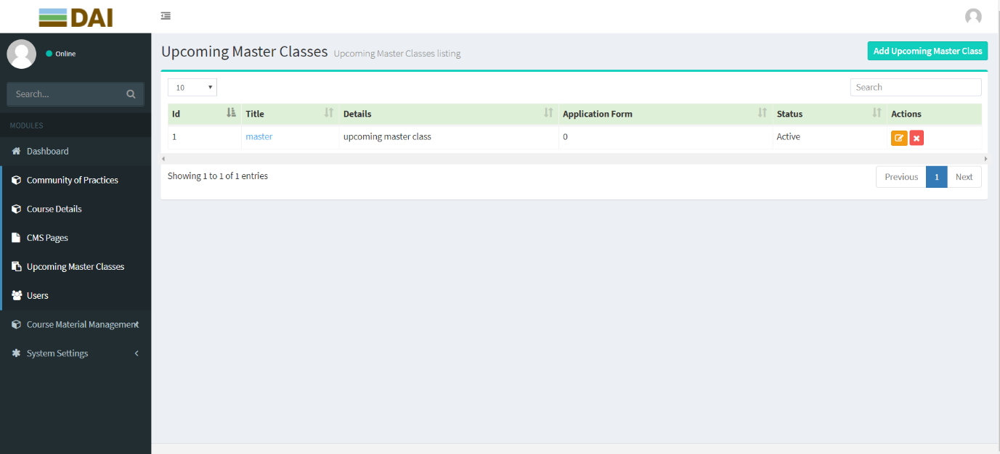 DAI
Online
Search...
MODULES
Dashboard
Community of Practices
Course Details
CMS Pages
Upcoming Master Classes
Users
Course Material Management
System Settings
Upcoming Master Classes Upcoming Master Classes listing
Add Upcoming Master Class
10
Search
Id Title Details Application Form Status Actions
1 master upcoming master class 0 Active
Showing 1 to 1 of 1 entries
Previous 1 Next